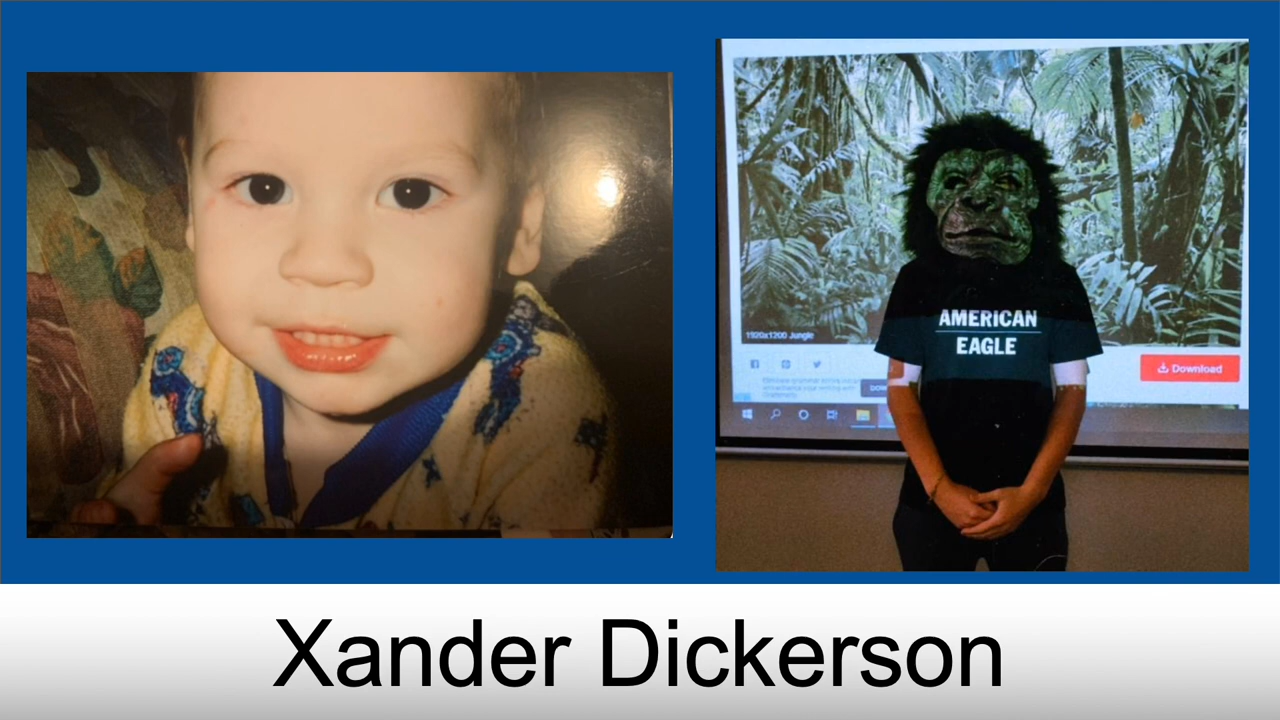 AMERICAN
EAGLE
1920x1200 Jungle
Download
Xander Dickerson